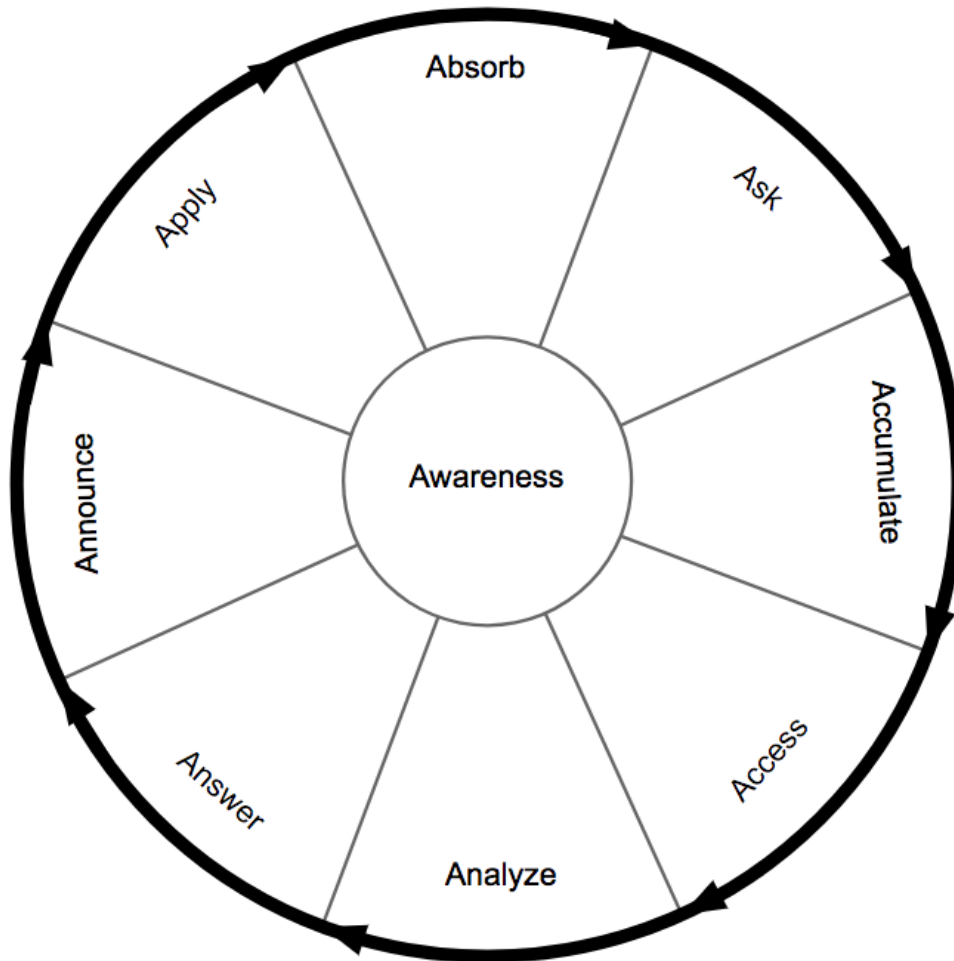 Absorb
Ask
Accumulate
Access
Analyze
Answer
Announce
Apply
Awareness